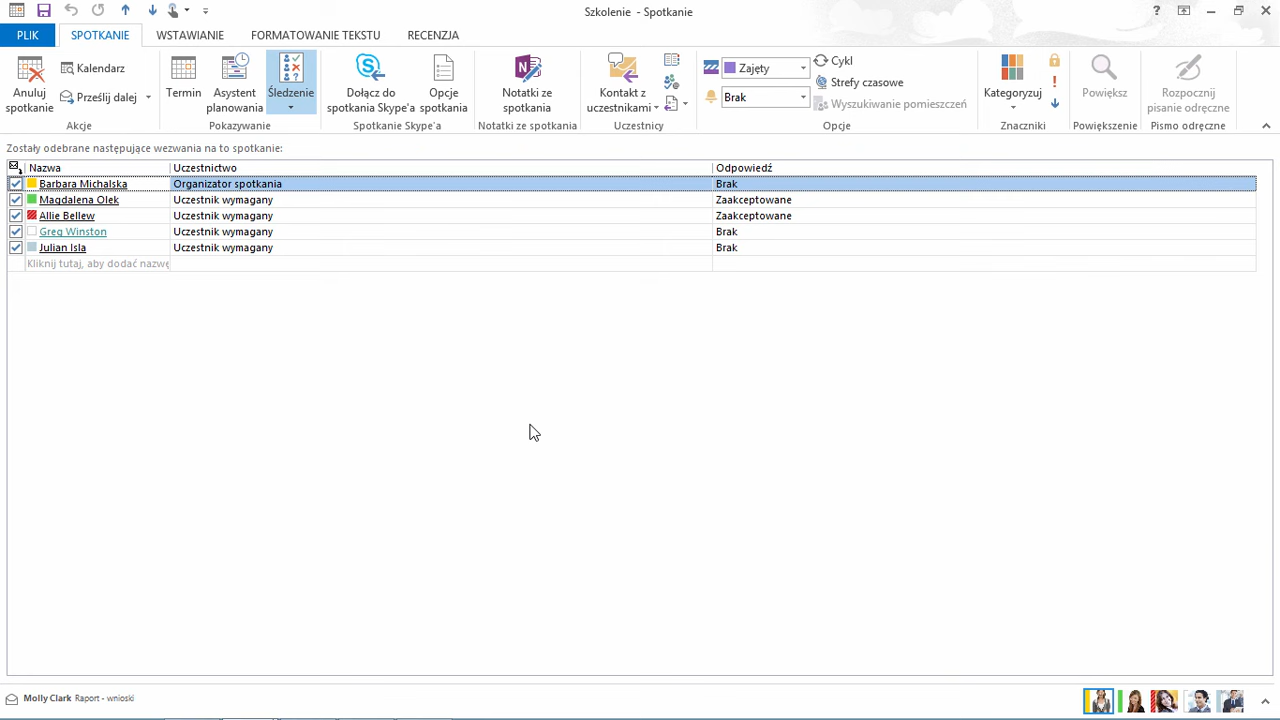 Szkolenie - Spotkanie
?
PLIK SPOTKANIE WSTAWIANIE FORMATOWANIE TEKSTU RECENZJA
Anuluj spotkanie
Kalendarz
Prześlij dalej
Akcje
Termin
Asystent planowania
Śledzenie
Pokazywanie
Dołącz do spotkania Skype'a
Opcje spotkania
Spotkanie Skype'a
Notatki ze spotkania
Notatki ze spotkania
Kontakt z uczestnikami
Uczestnicy
Zajęty
Brak
Cykl
Strefy czasowe
Wyszukiwanie pomieszczeń
Opcje
Kategoryzuj
Znaczniki
Powiększ
Powiększenie
Rozpocznij pisanie odręczne
Pismo odręczne
Zostały odebrane następujące wezwania na to spotkanie:
Nazwa Uczestnictwo Odpowiedź
Barbara Michalska Organizator spotkania Brak
Magdalena Olek Uczestnik wymagany Zaakceptowane
Allie Bellew Uczestnik wymagany Zaakceptowane
Greg Winston Uczestnik wymagany Brak
Julian Isla Uczestnik wymagany Brak
Kliknij tutaj, aby dodać nazwę
Molly Clark Raport - wnioski